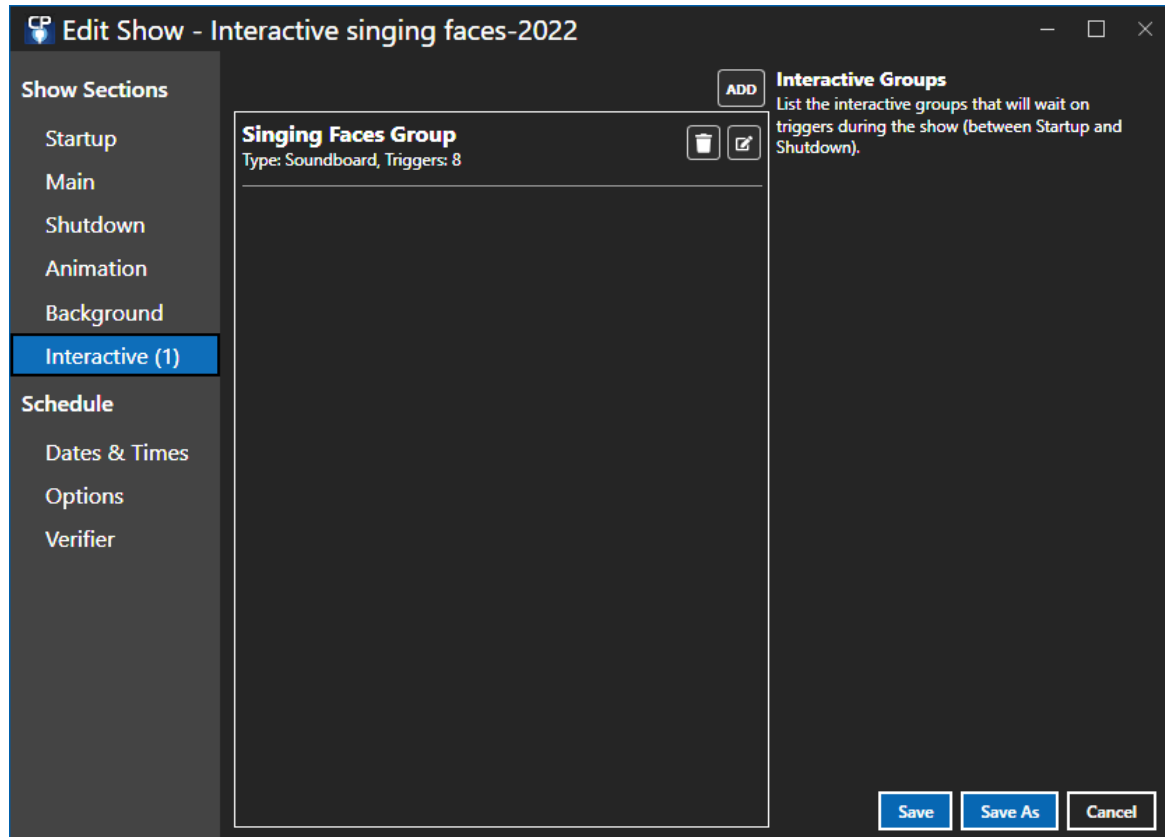 CP Edit Show - Interactive singing faces-2022
Show Sections
Startup
Main
Shutdown
Animation
Background
Interactive (1)
Schedule
Dates & Times
Options
Verifier
ADD
Singing Faces Group
Type: Soundboard, Triggers: 8
Interactive Groups
List the interactive groups that will wait on
triggers during the show (between Startup and
Shutdown).
Save
Save As
Cancel